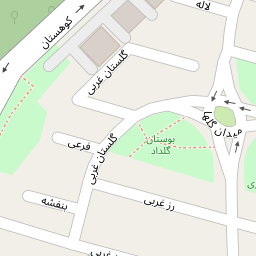 لاله
کوهستان
گلستان غربی
میدان گلها
گلستان غربی
فرعی
بوستان
گلداد
بنفشه
رز غربی